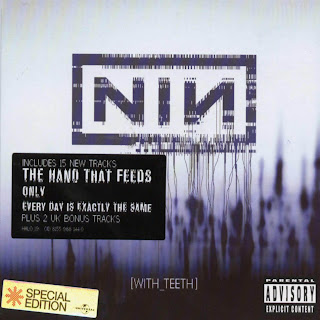 NIN
INCLUDES 15 NEW TRACKS
THE HAND THAT FEEDS
ONLY
EVERY DAY IS EXACTLY THE SAME
PLUS 2 UK BONUS TRACKS
[WITH_TEETH]
SPECIAL
EDITION
PARENTAL
ADVISORY
EXPLICIT CONTENT